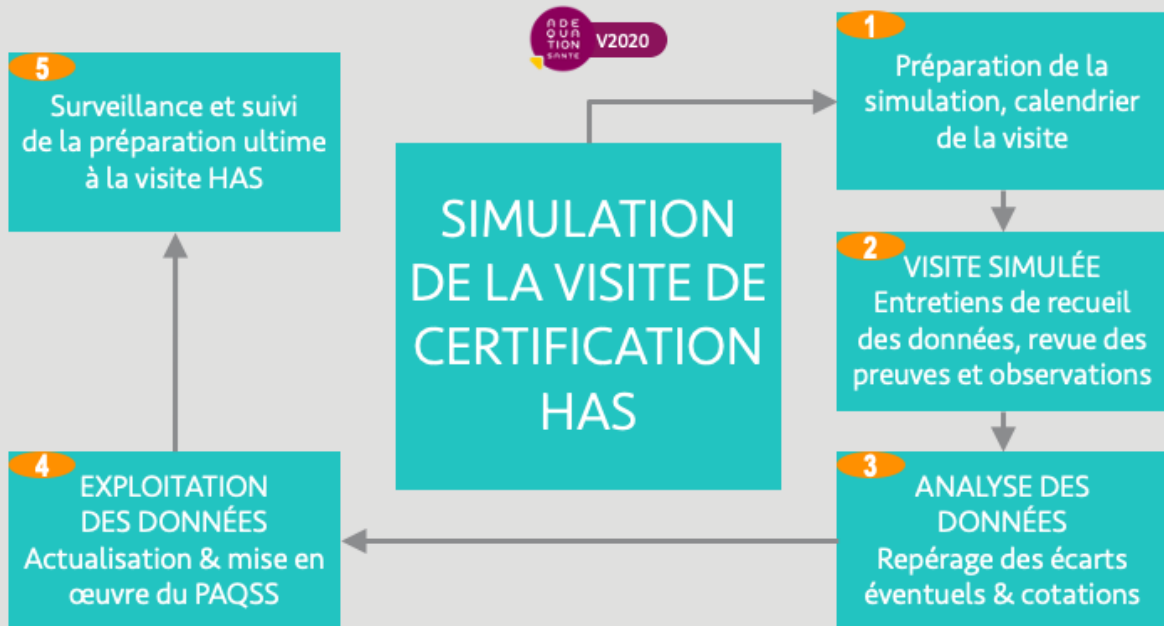 ADE
QUA
TION
SANTE
V2020
SIMULATION
DE LA VISITE DE
CERTIFICATION
HAS
1
Préparation de la
simulation, calendrier
de la visite
2
VISITE SIMULÉE
Entretiens de recueil
des données, revue des
preuves et observations
3
ANALYSE DES
DONNÉES
Repérage des écarts
éventuels & cotations
4
EXPLOITATION
DES DONNÉES
Actualisation & mise en
œuvre du PAQSS
5
Surveillance et suivi
de la préparation ultime
à la visite HAS